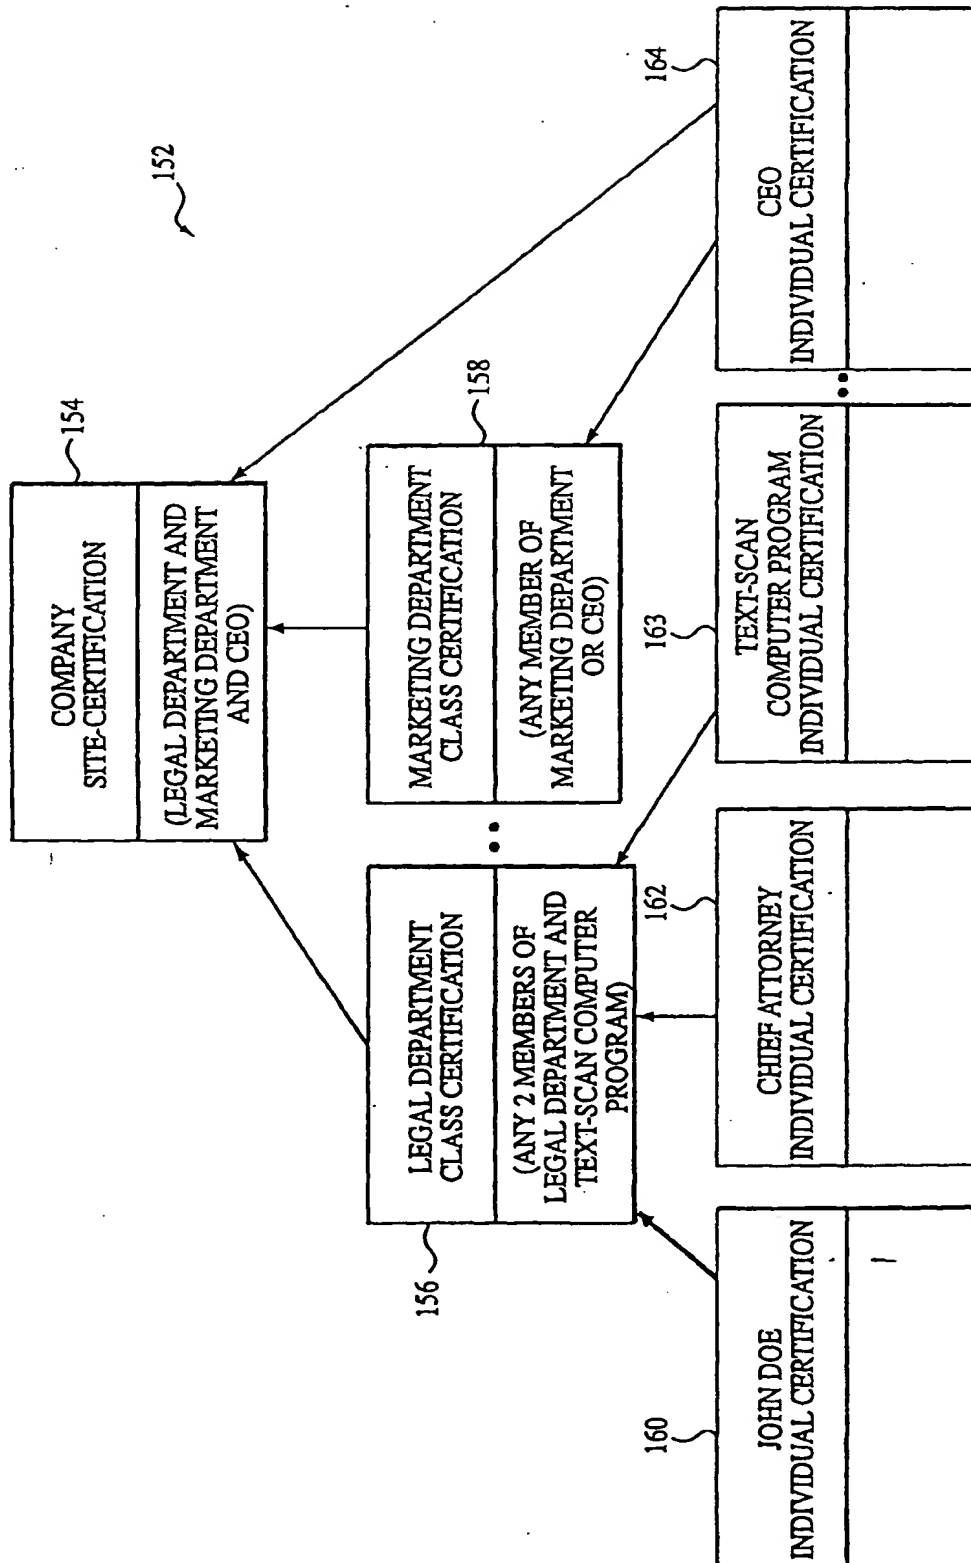 152
154
COMPANY
SITE-CERTIFICATION
(LEGAL DEPARTMENT AND
MARKETING DEPARTMENT
AND CEO)
156
LEGAL DEPARTMENT
CLASS CERTIFICATION
(ANY 2 MEMBERS OF
LEGAL DEPARTMENT AND
TEXT-SCAN COMPUTER
PROGRAM)
158
MARKETING DEPARTMENT
CLASS CERTIFICATION
(ANY MEMBER OF
MARKETING DEPARTMENT
OR CEO)
160
JOHN DOE
INDIVIDUAL CERTIFICATION
162
CHIEF ATTORNEY
INDIVIDUAL CERTIFICATION
163
TEXT-SCAN
COMPUTER PROGRAM
INDIVIDUAL CERTIFICATION
164
CEO
INDIVIDUAL CERTIFICATION